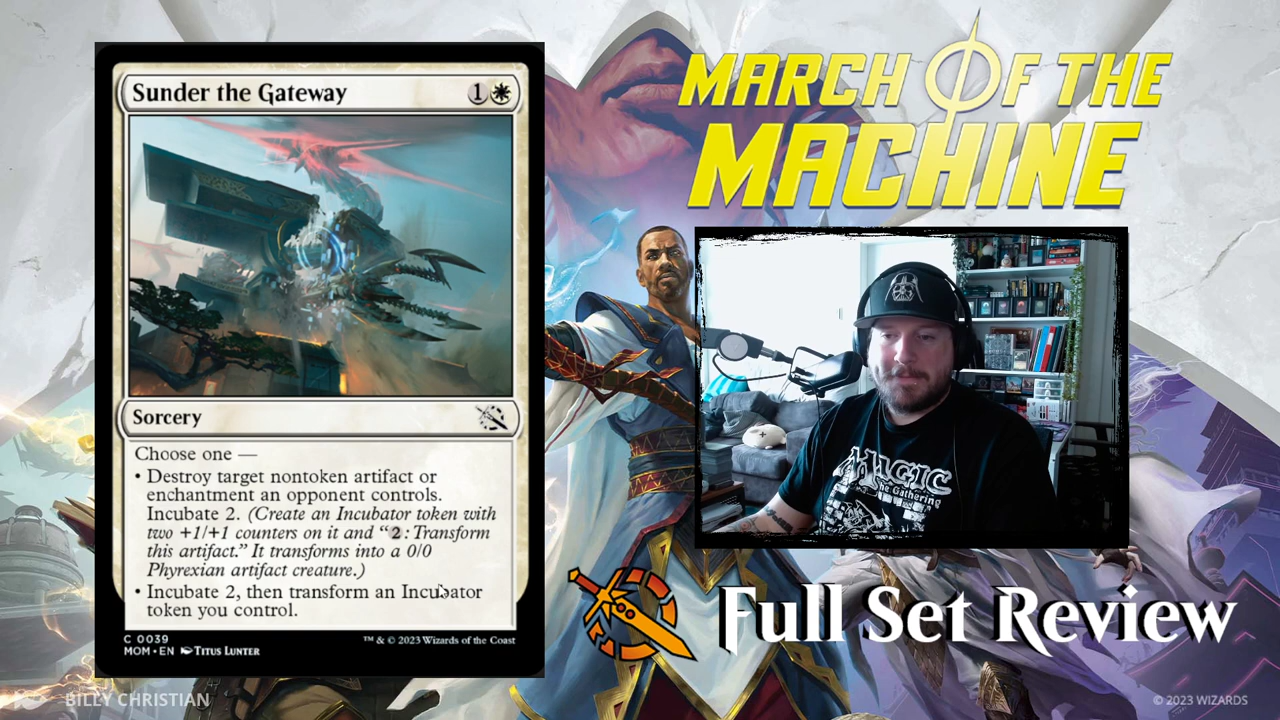 Sunder the Gateway 1
Sorcery
Choose one —
• Destroy target nontoken artifact or
enchantment an opponent controls.
Incubate 2. (Create an Incubator token with
two +1/+1 counters on it and “2: Transform
this artifact.” It transforms into a 0/0
Phyrexian artifact creature.)
• Incubate 2, then transform an Incubator
token you control.
C 0039
MOM • EN TITUS LUNTER
™ & © 2023 Wizards of the Coast
BILLY CHRISTIAN
MARCH OF THE
MACHINE
MAGIC
The Gathering
Full Set Review
© 2023 WIZARDS